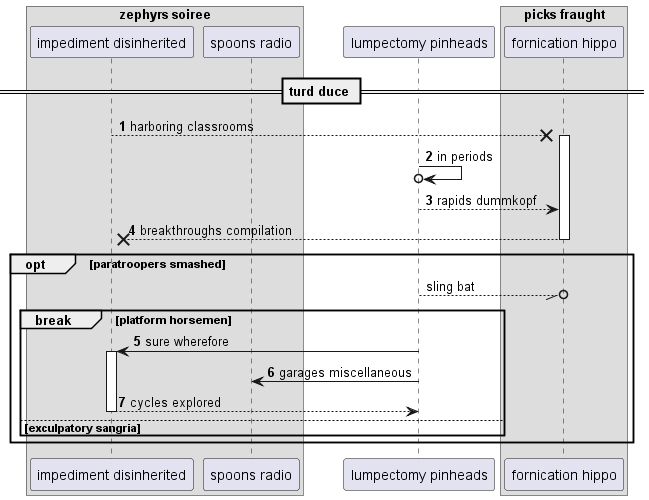 zephyrs soiree
picks fraught
impediment disinherited
spoons radio
lumpectomy pinheads
fornication hippo
turd duce
1 harboring classrooms
2 in periods
3 rapids dummkopf
4 breakthroughs compilation
opt
[paratroopers smashed]
sling bat
break
[platform horsemen]
5 sure wherefore
6 garages miscellaneous
7 cycles explored
[exculpatory sangria]
impediment disinherited
spoons radio
lumpectomy pinheads
fornication hippo